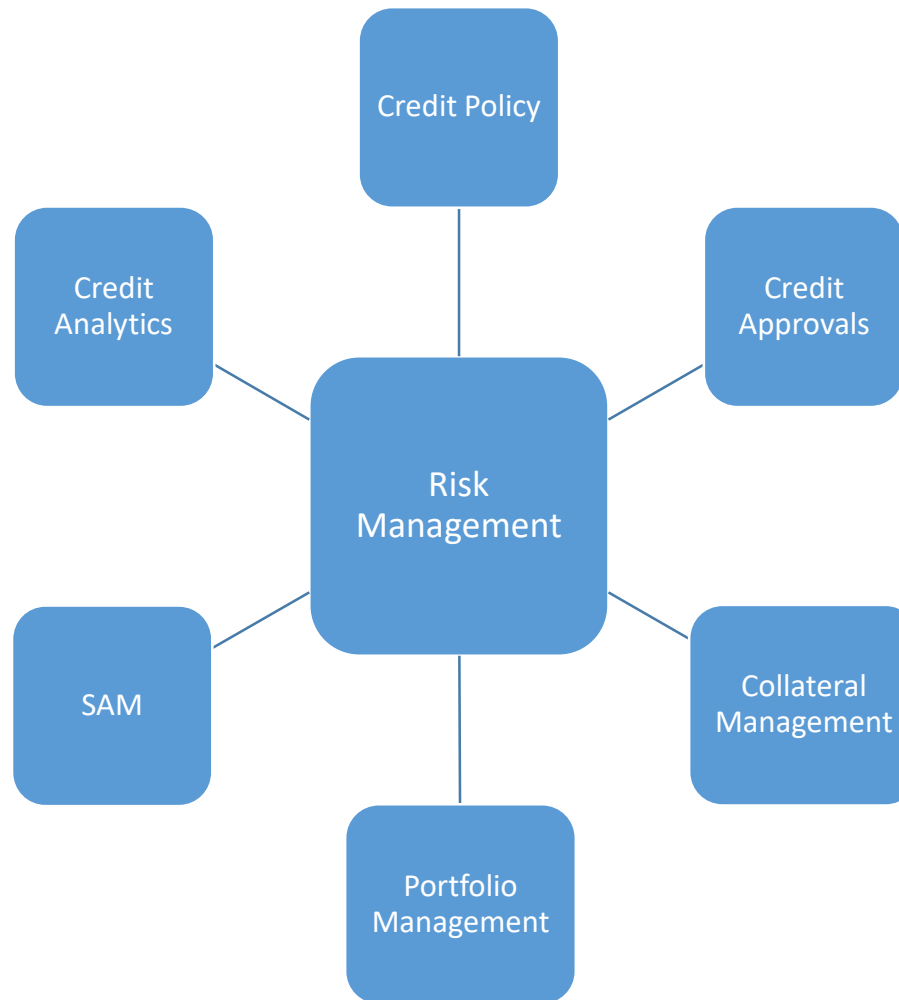 Credit Policy
Credit
Analytics
Credit
Approvals
Risk
Management
SAM
Collateral
Management
Portfolio
Management